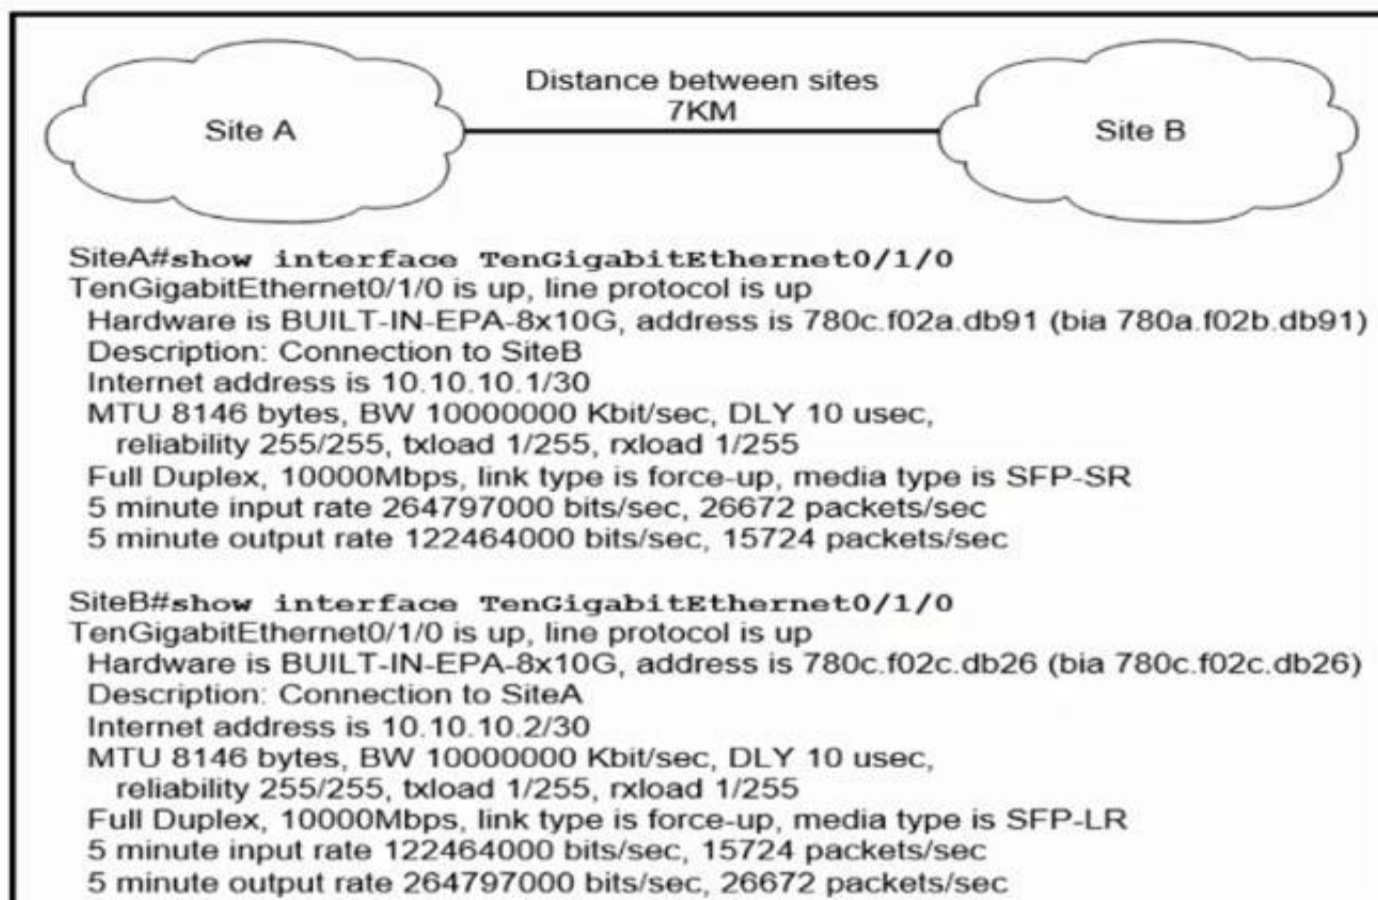 Distance between sites
7KM
Site A
Site B
SiteA#show interface TenGigabitEthernet0/1/0
TenGigabitEthernet0/1/0 is up, line protocol is up
Hardware is BUILT-IN-EPA-8x10G, address is 780c.f02a.db91 (bia 780a.f02b.db91)
Description: Connection to SiteB
Internet address is 10.10.10.1/30
MTU 8146 bytes, BW 10000000 Kbit/sec, DLY 10 usec,
reliability 255/255, txload 1/255, rxload 1/255
Full Duplex, 10000Mbps, link type is force-up, media type is SFP-SR
5 minute input rate 264797000 bits/sec, 26672 packets/sec
5 minute output rate 122464000 bits/sec, 15724 packets/sec
SiteB#show interface TenGigabitEthernet0/1/0
TenGigabitEthernet0/1/0 is up, line protocol is up
Hardware is BUILT-IN-EPA-8x10G, address is 780c.f02c.db26 (bia 780c.f02c.db26)
Description: Connection to SiteA
Internet address is 10.10.10.2/30
MTU 8146 bytes, BW 10000000 Kbit/sec, DLY 10 usec,
reliability 255/255, txload 1/255, rxload 1/255
Full Duplex, 10000Mbps, link type is force-up, media type is SFP-LR
5 minute input rate 122464000 bits/sec, 15724 packets/sec
5 minute output rate 264797000 bits/sec, 26672 packets/sec